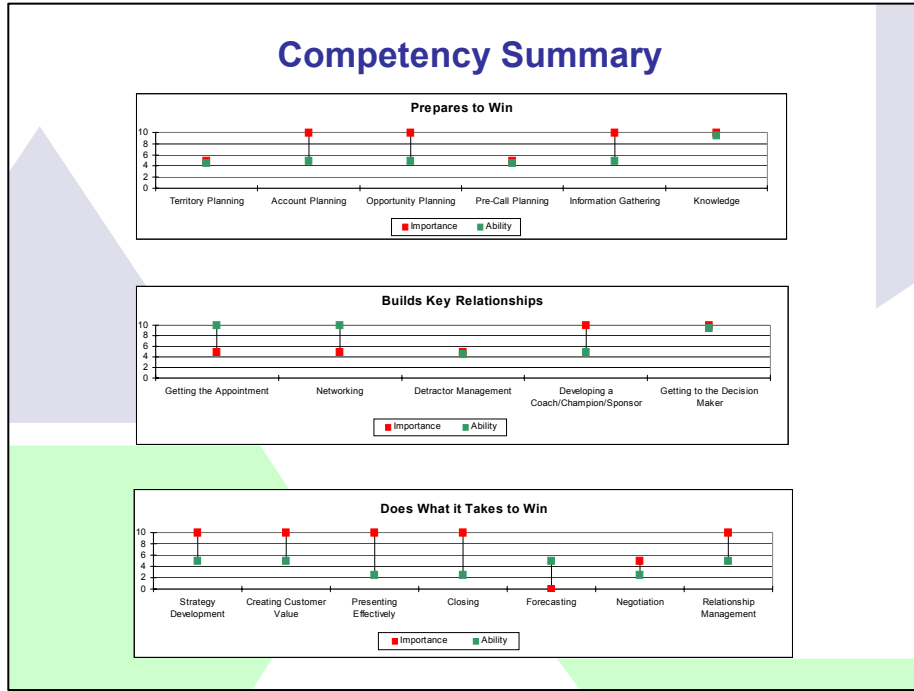 Competency Summary
Prepares to Win
10
8
6
4
2
0
Territory Planning Account Planning Opportunity Planning Pre-Call Planning Information Gathering Knowledge
Importance Ability
Builds Key Relationships
10
8
6
4
2
0
Getting the Appointment Networking Detractor Management Developing a Getting to the Decision
Coach/Champion/Sponsor Maker
Importance Ability
Does What it Takes to Win
10
8
6
4
2
0
Strategy Creating Customer Presenting Closing Forecasting Negotiation Relationship
Development Value Effectively Management
Importance Ability